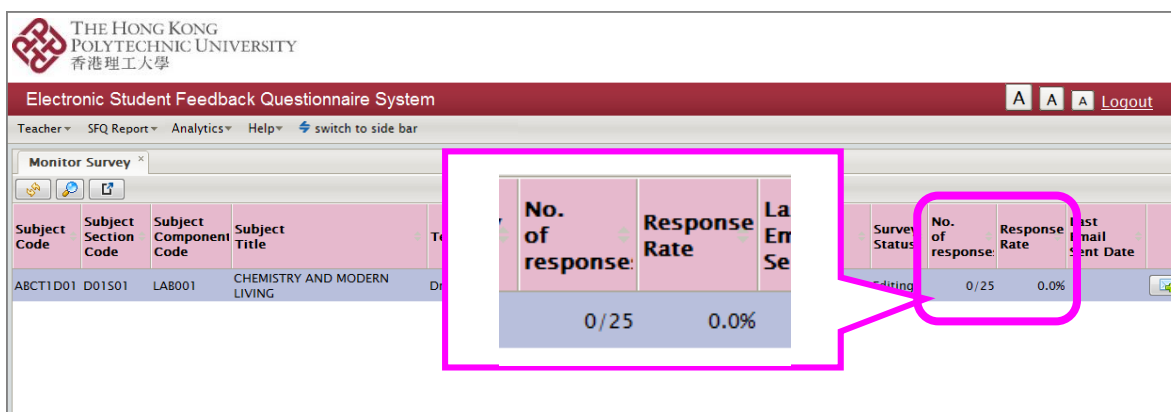 THE HONG KONG
POLYTECHNIC UNIVERSITY
香港理工大學
Electronic Student Feedback Questionnaire System
A A A Logout
Teacher SFQ Report Analytics Help switch to side bar
Monitor Survey ×
Subject Code
Subject Section Code
Subject Component Code
Subject Title
Survey Status
No. of response
Response Rate
Last Email Sent Date
ABCT1D01 D01S01 LAB001 CHEMISTRY AND MODERN LIVING
Editing 0/25 0.0%
No.
of
response
Response
Rate
0/25 0.0%